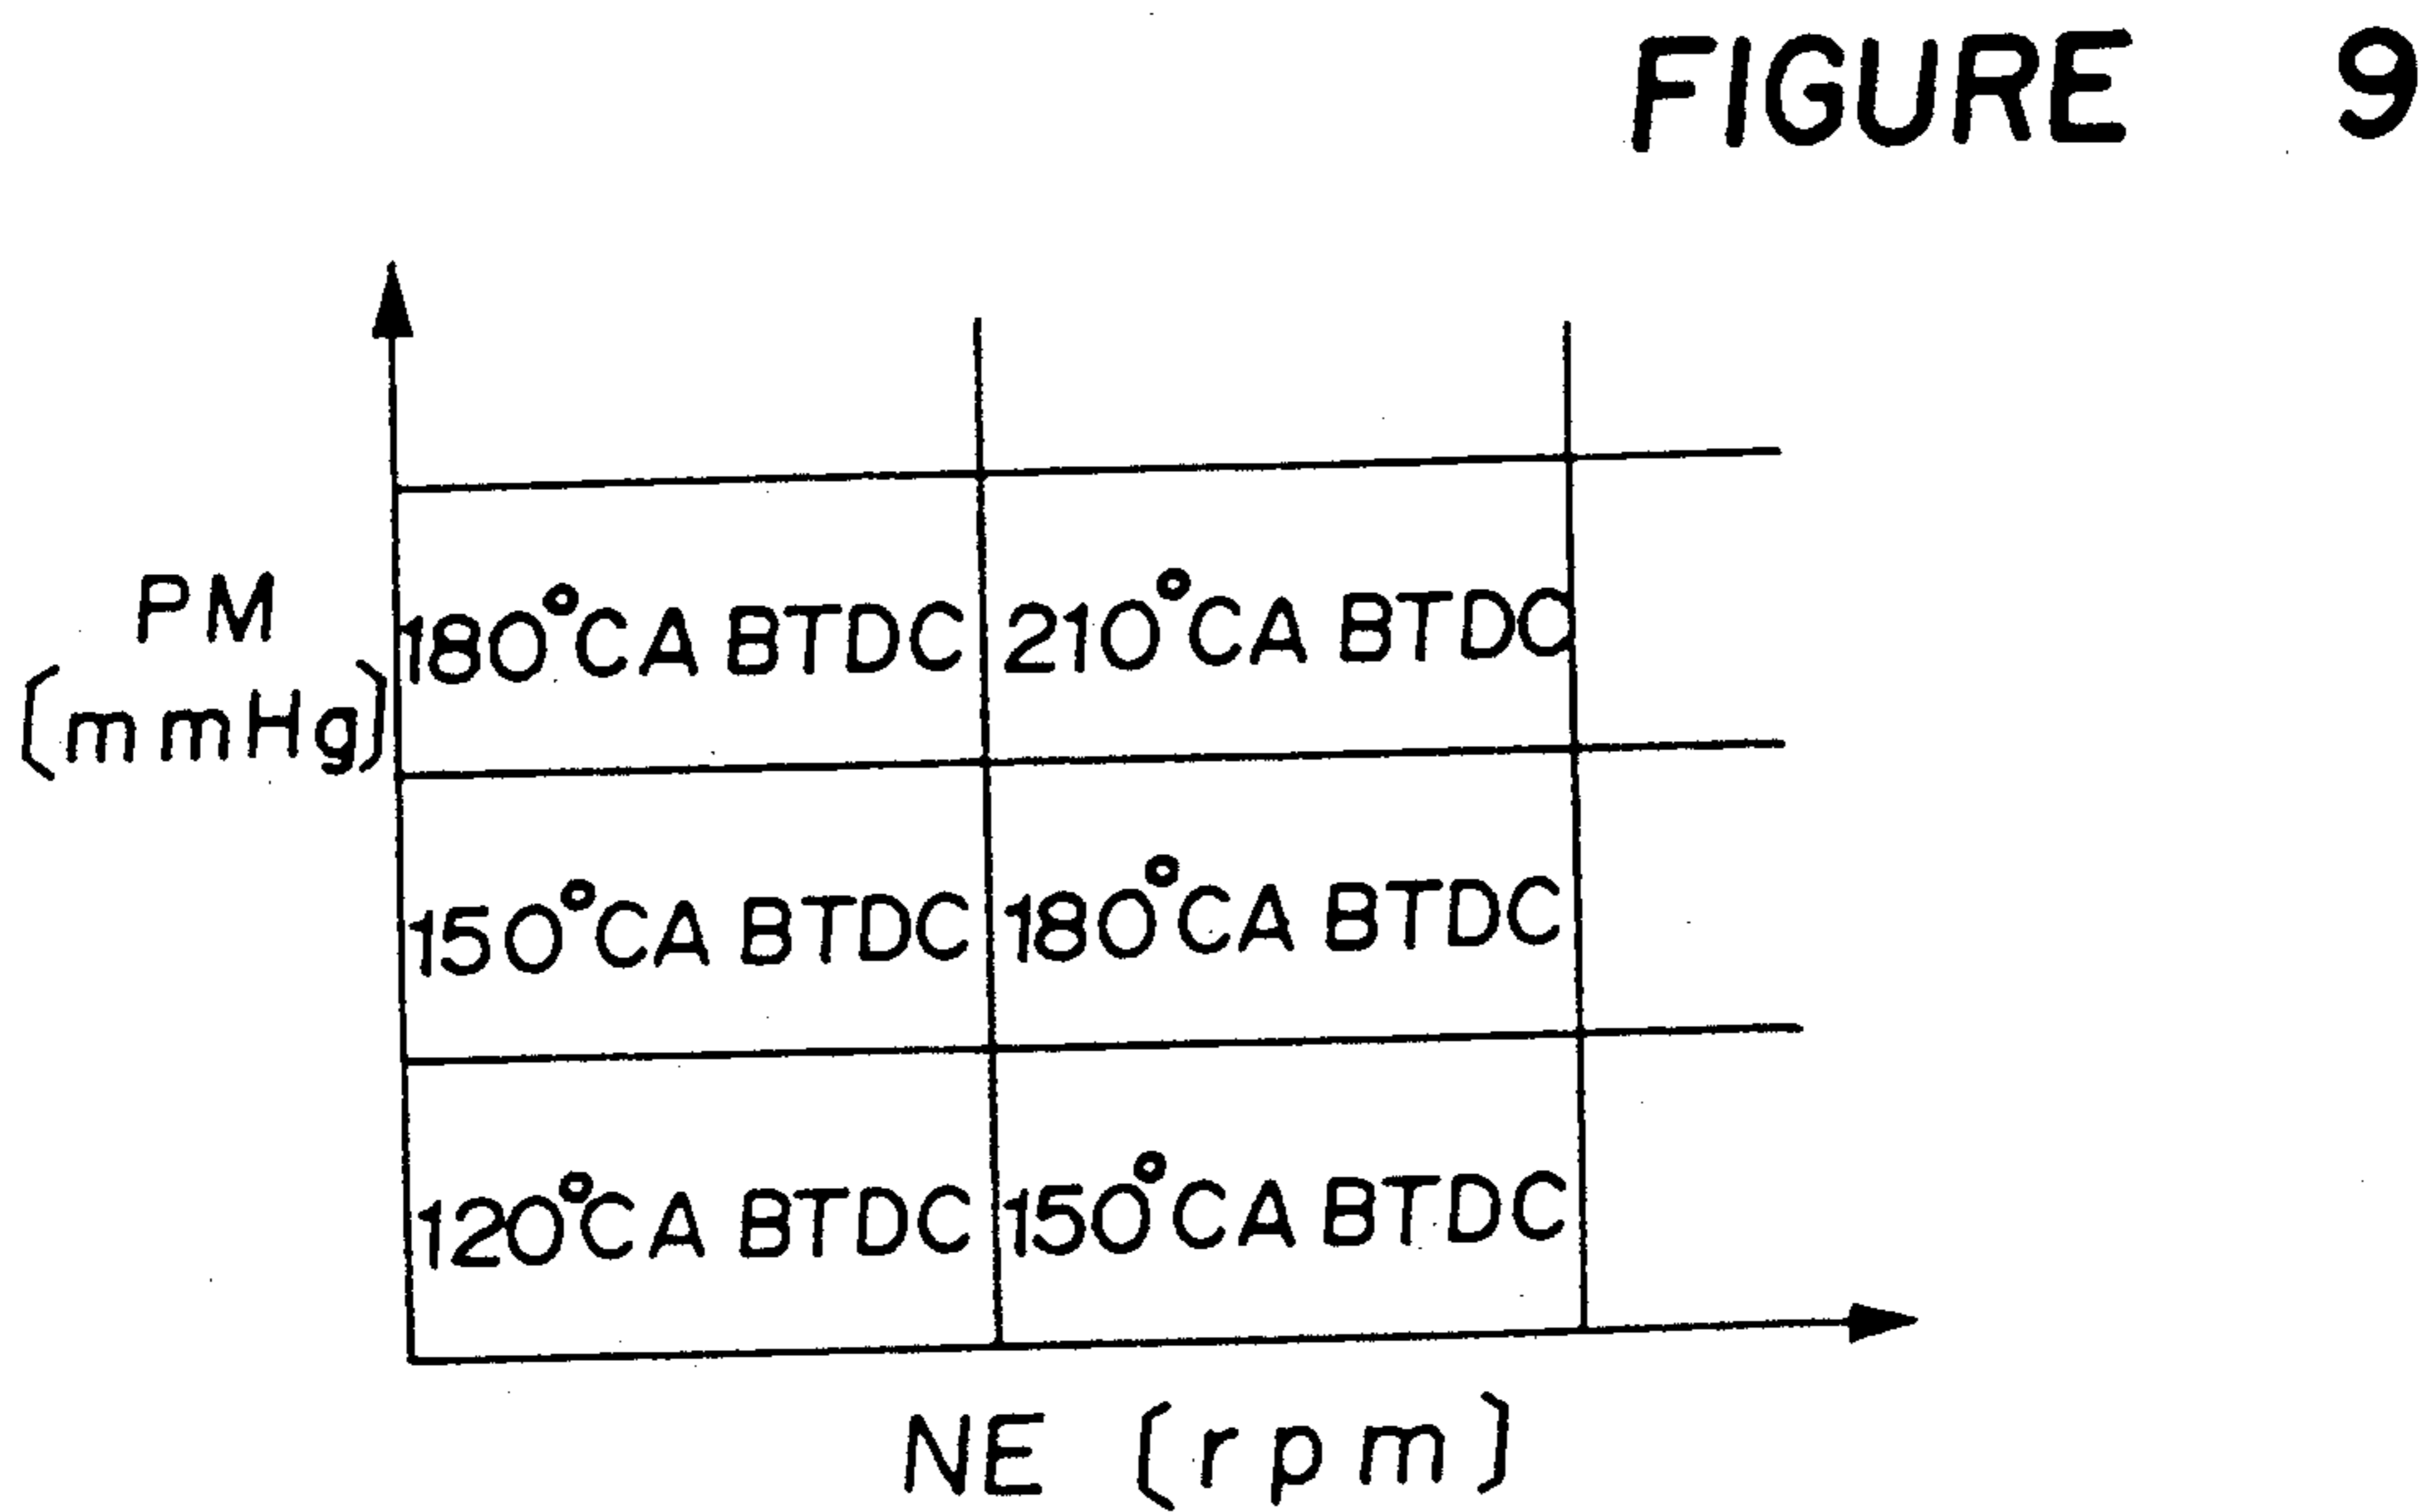 FIGURE 9
PM
(mmHg)
180°CA BTDC 210°CA BTDC
150°CA BTDC 180°CA BTDC
120°CA BTDC 150°CA BTDC
NE (rpm)